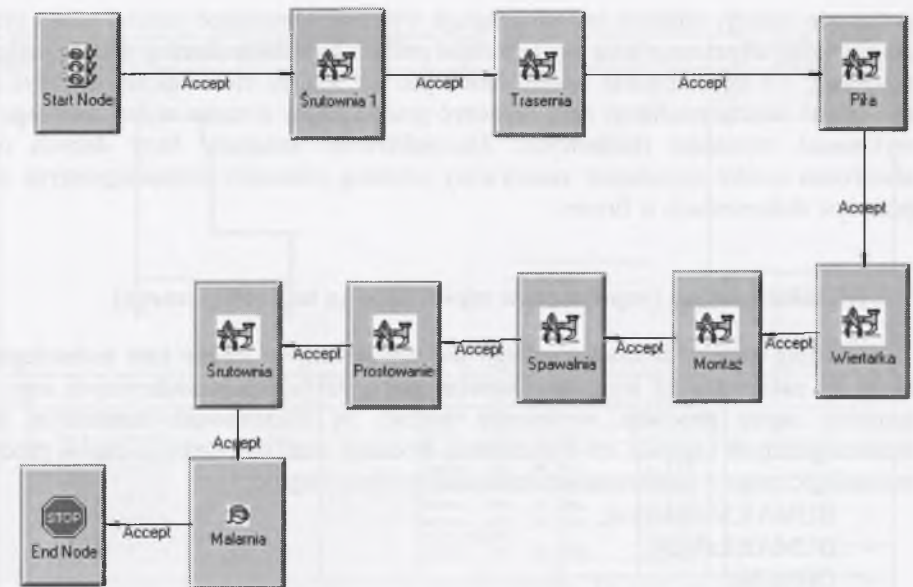 Start Node
Accept
Śrutownia 1
Accept
Trasernia
Accept
Piła
Accept
Wiertarka
Accept
Montaż
Accept
Spawalnia
Accept
Prostowanie
Accept
Śrutownia
Accept
Malarnia
Accept
STOP
End Node